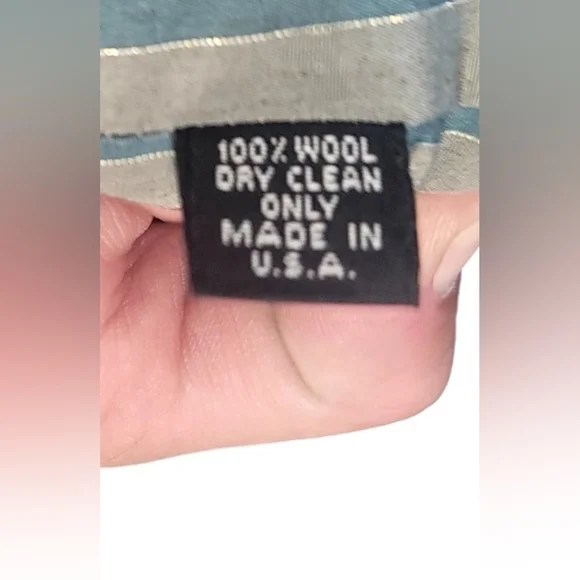 100% WOOL
DRY CLEAN
ONLY
MADE IN
U.S.A.